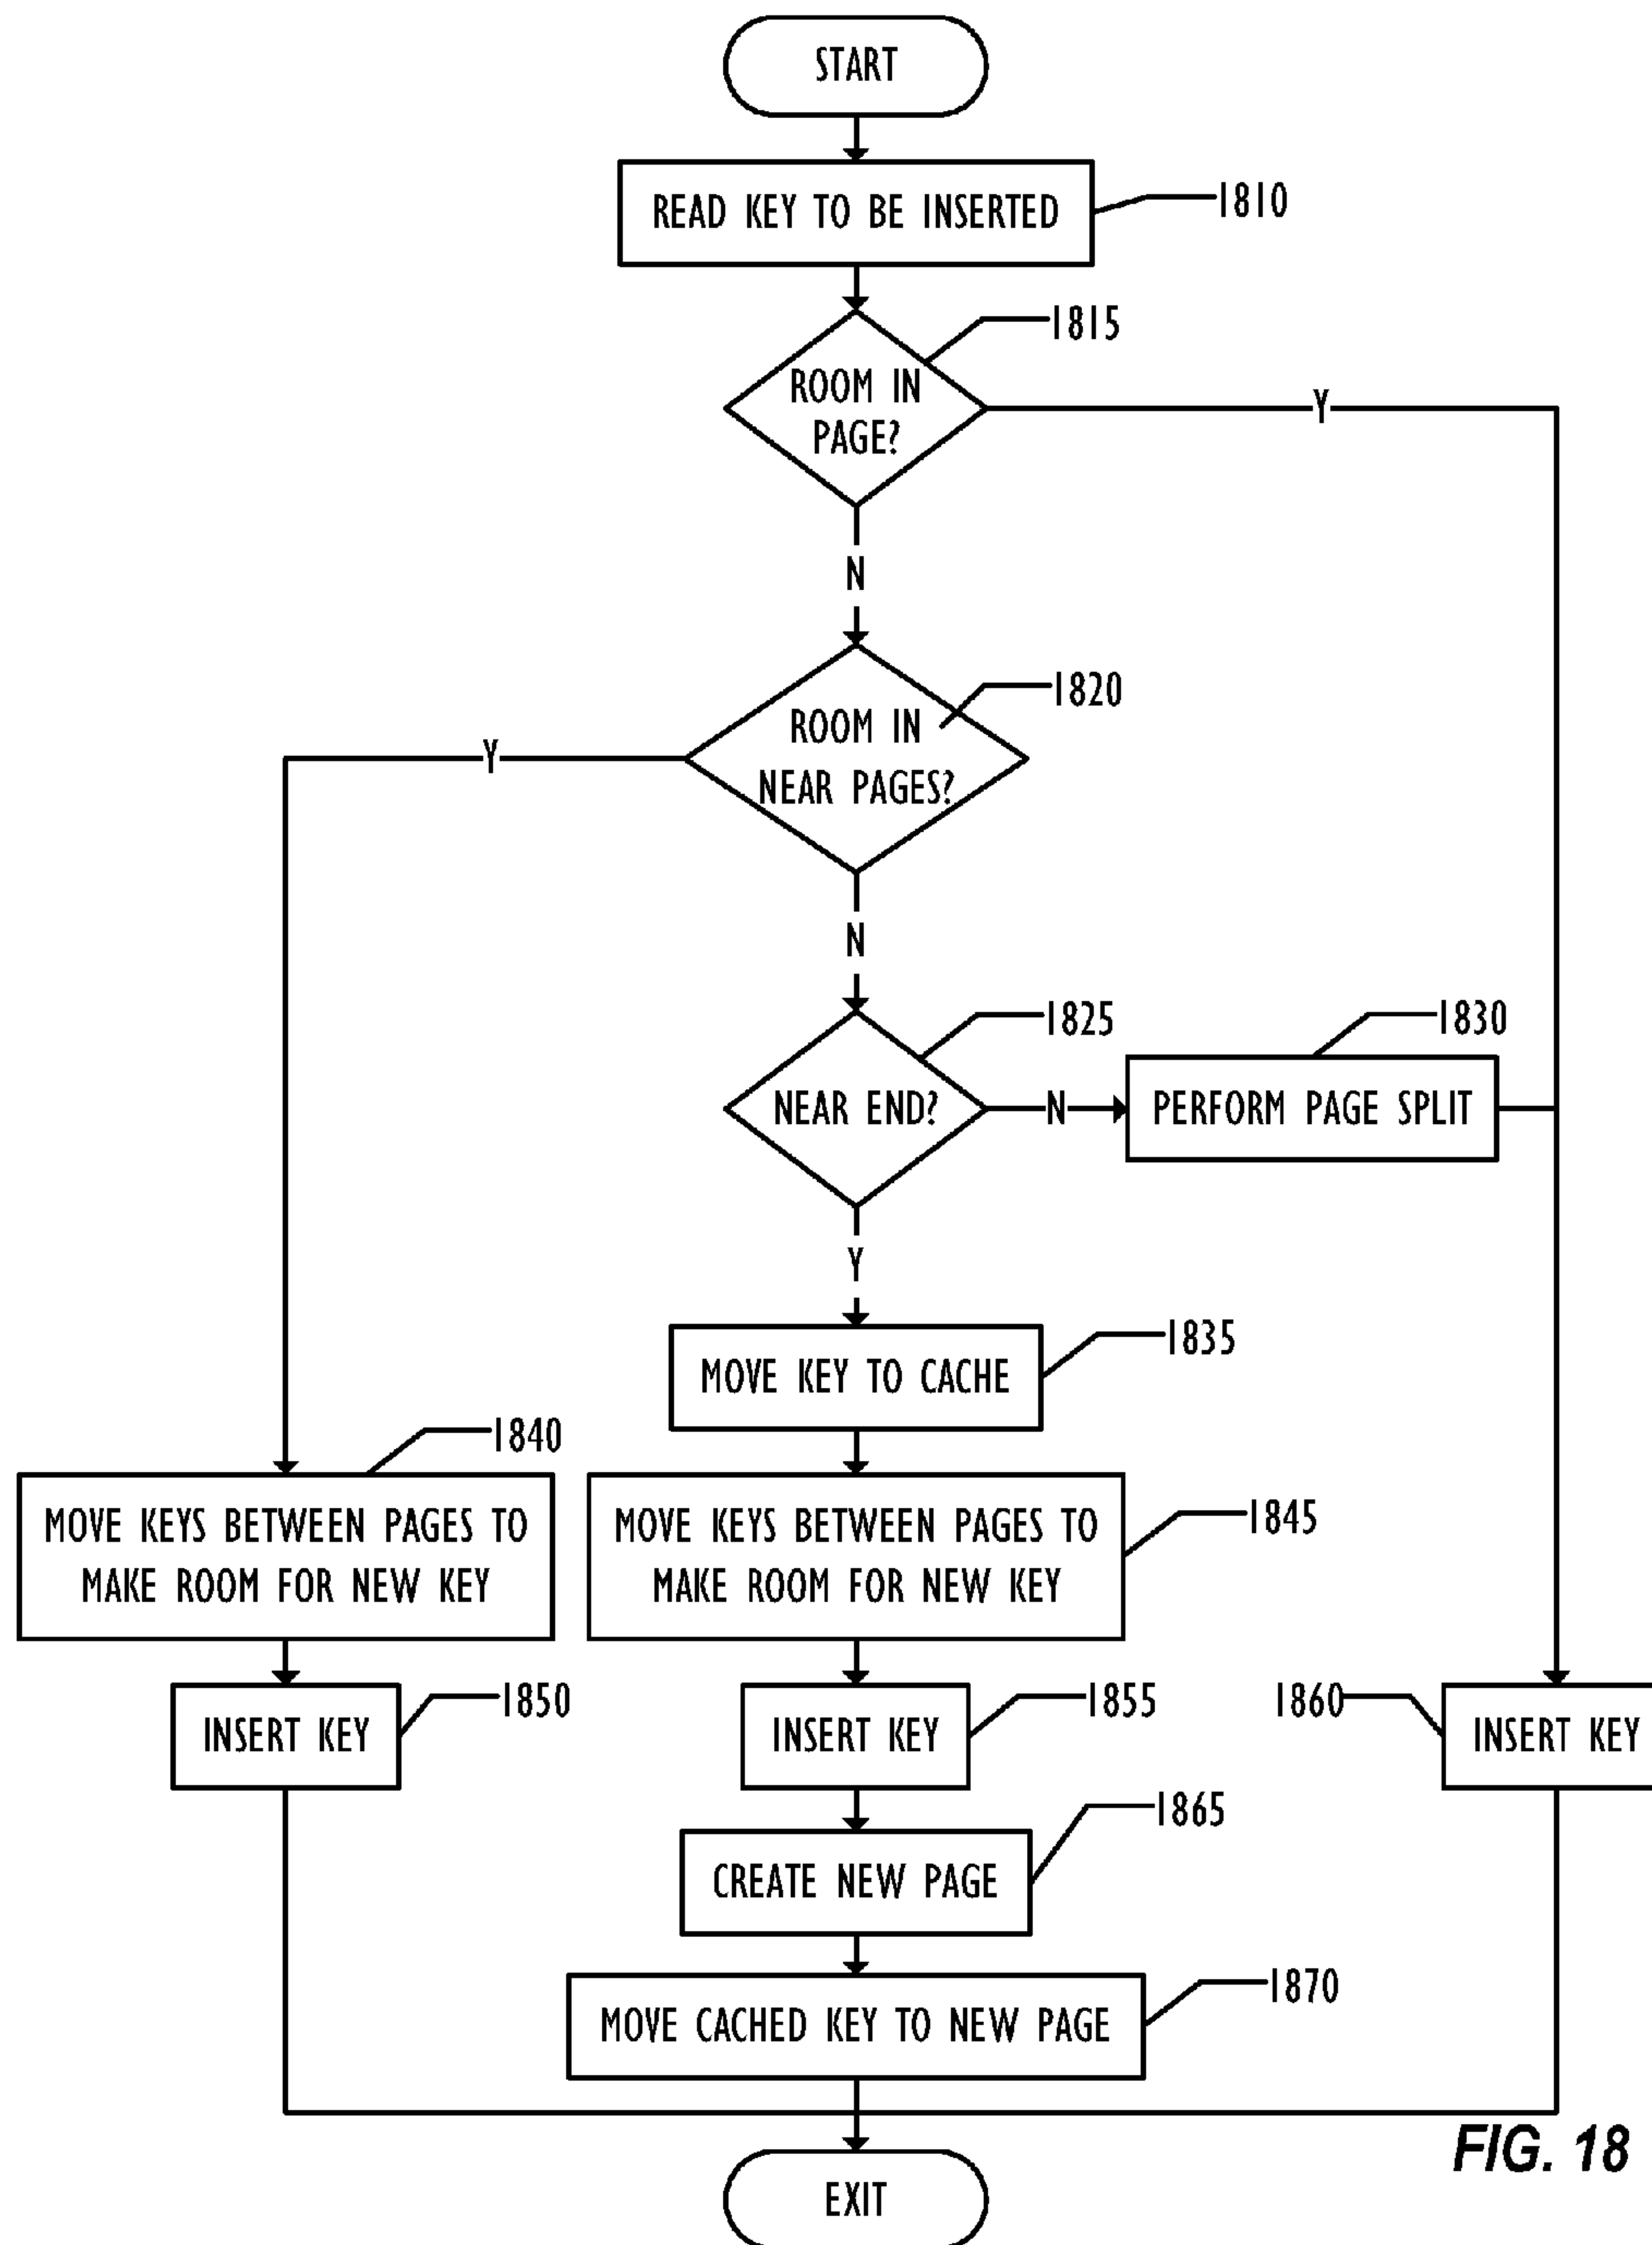 START
READ KEY TO BE INSERTED
1810
1815
ROOM IN
PAGE?
Y
N
1820
ROOM IN
NEAR PAGES?
Y
N
1825
1830
NEAR END?
N
PERFORM PAGE SPLIT
Y
1835
MOVE KEY TO CACHE
1840
MOVE KEYS BETWEEN PAGES TO
MAKE ROOM FOR NEW KEY
1845
MOVE KEYS BETWEEN PAGES TO
MAKE ROOM FOR NEW KEY
1850
INSERT KEY
1855
INSERT KEY
1860
INSERT KEY
1865
CREATE NEW PAGE
1870
MOVE CACHED KEY TO NEW PAGE
FIG. 18
EXIT